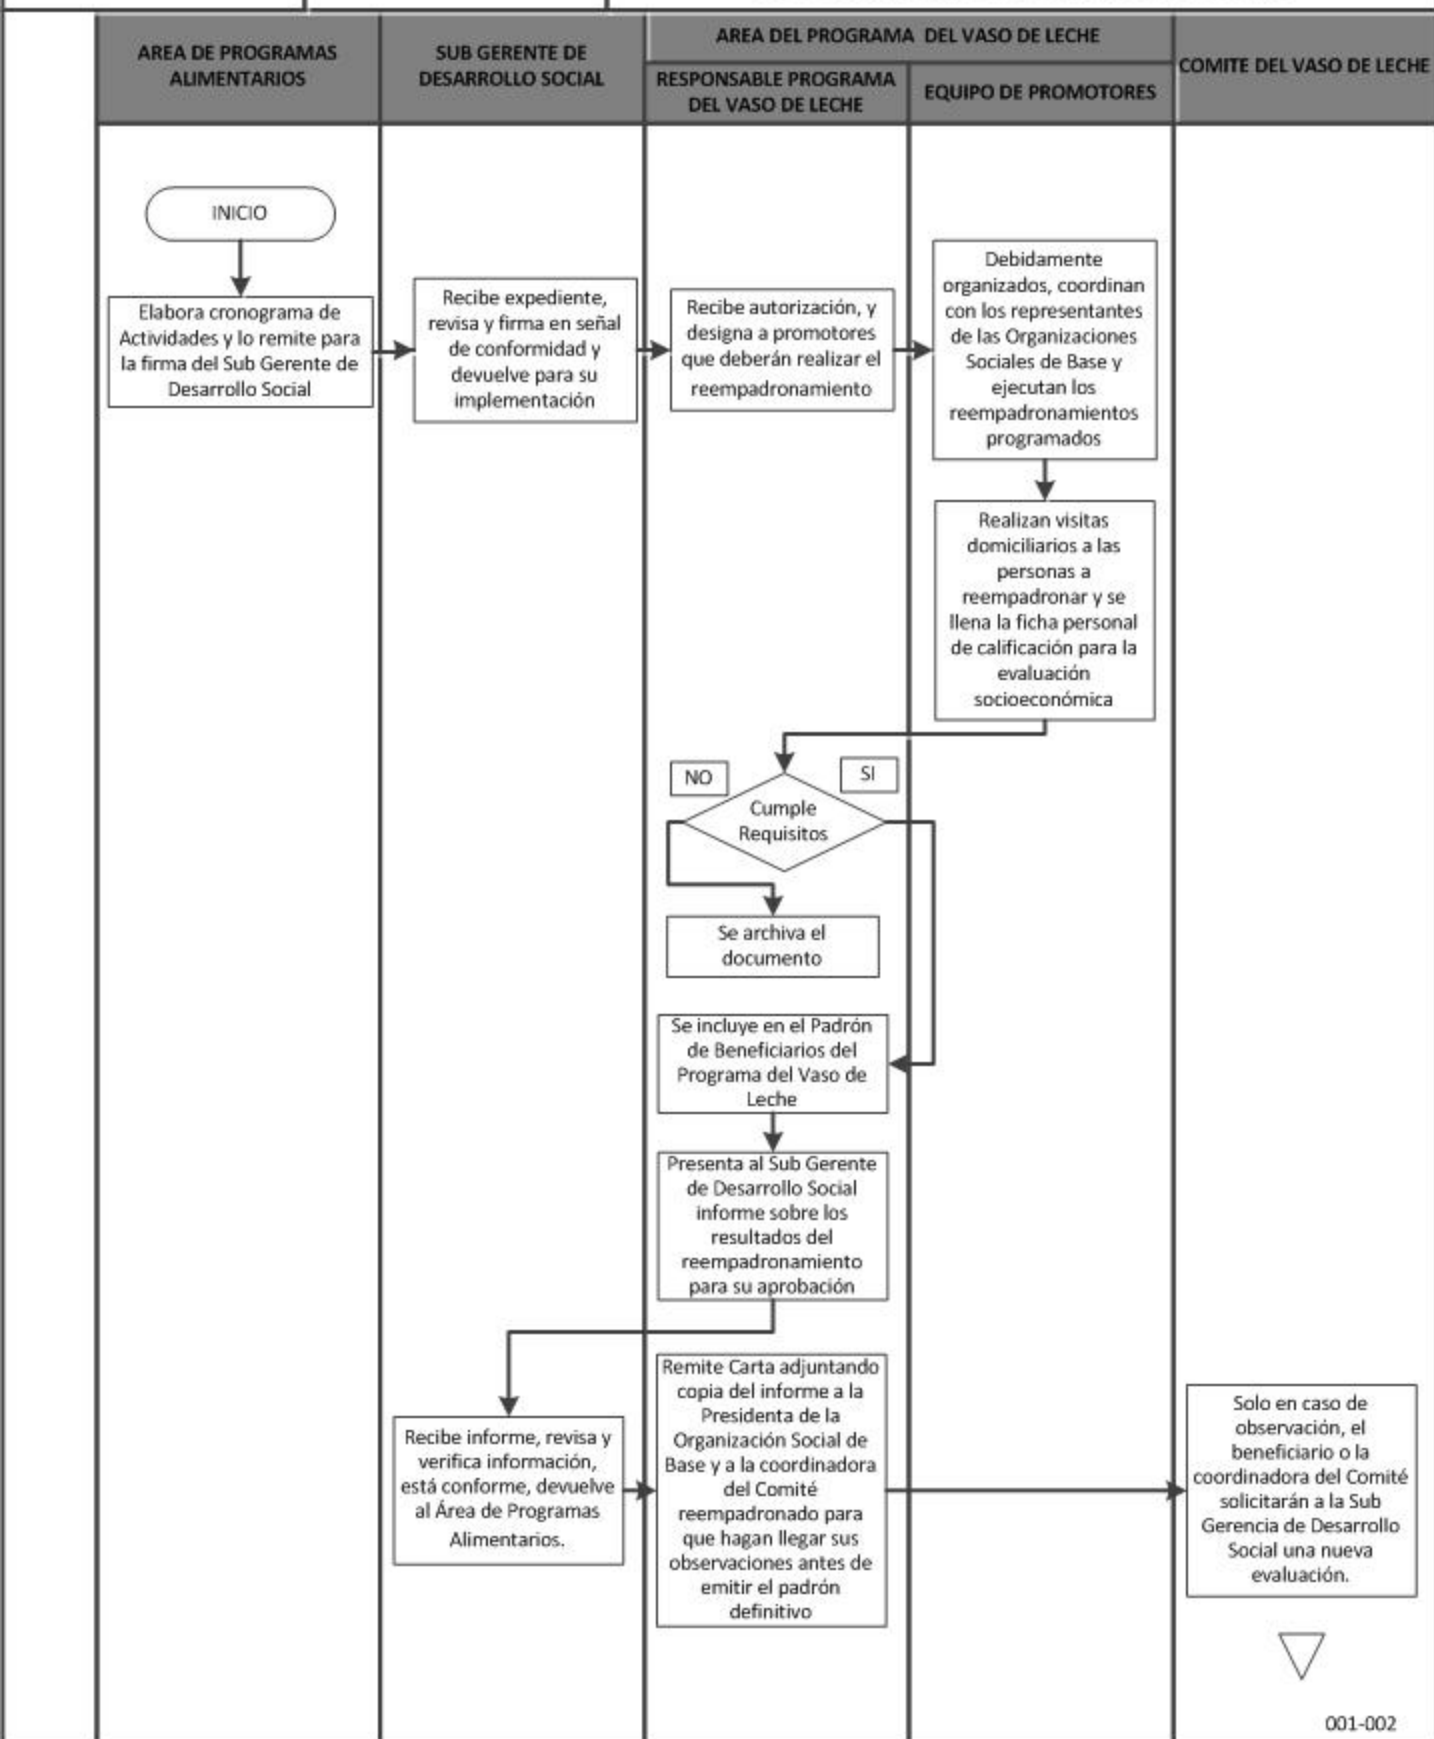 AREA DE PROGRAMAS
ALIMENTARIOS
SUB GERENTE DE
DESARROLLO SOCIAL
AREA DEL PROGRAMA DEL VASO DE LECHE
RESPONSABLE PROGRAMA
DEL VASO DE LECHE
EQUIPO DE PROMOTORES
COMITE DEL VASO DE LECHE
INICIO
Elabora cronograma de
Actividades y lo remite para
la firma del Sub Gerente de
Desarrollo Social
Recibe expediente,
revisa y firma en señal
de conformidad y
devuelve para su
implementación
Recibe autorización, y
designa a promotores
que deberán realizar el
reempadronamiento
Debidamente
organizados, coordinan
con los representantes
de las Organizaciones
Sociales de Base y
ejecutan los
reempadronamientos
programados
Realizan visitas
domiciliarios a las
personas a
reempadronar y se
llena la ficha personal
de calificación para la
evaluación
socioeconómica
NO
SI
Cumple
Requisitos
Se archiva el
documento
Se incluye en el Padrón
de Beneficiarios del
Programa del Vaso de
Leche
Presenta al Sub Gerente
de Desarrollo Social
informe sobre los
resultados del
reempadronamiento
para su aprobación
Recibe informe, revisa y
verifica información,
está conforme, devuelve
al Área de Programas
Alimentarios.
Remite Carta adjuntando
copia del informe a la
Presidenta de la
Organización Social de
Base y a la coordinadora
del Comité
reempadronado para
que hagan llegar sus
observaciones antes de
emitir el padrón
definitivo
Solo en caso de
observación, el
beneficiario o la
coordinadora del Comité
solicitarán a la Sub
Gerencia de Desarrollo
Social una nueva
evaluación.
001-002